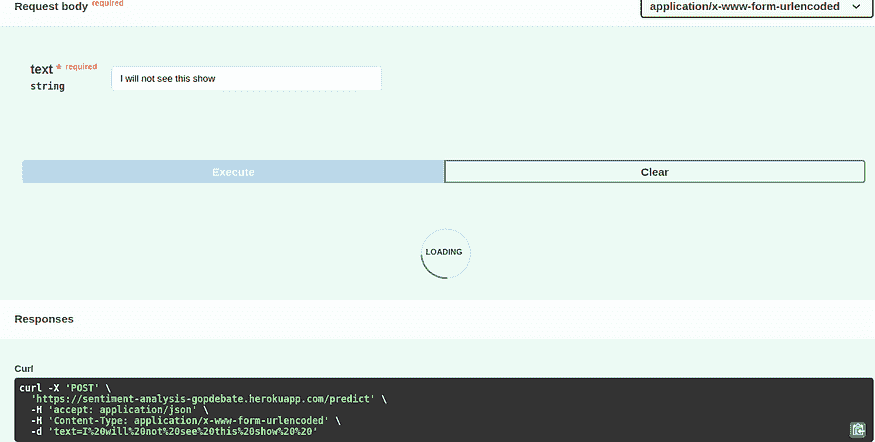 Request body required
application/x-www-form-urlencoded
text * required
string
I will not see this show
Execute
Clear
LOADING
Responses
Curl
curl -X 'POST' \
'https://sentiment-analysis-gopdebate.herokuapp.com/predict' \
-H 'accept: application/json' \
-H 'Content-Type: application/x-www-form-urlencoded' \
-d 'text=I%20will%20not%20see%20this%20show%20%20'